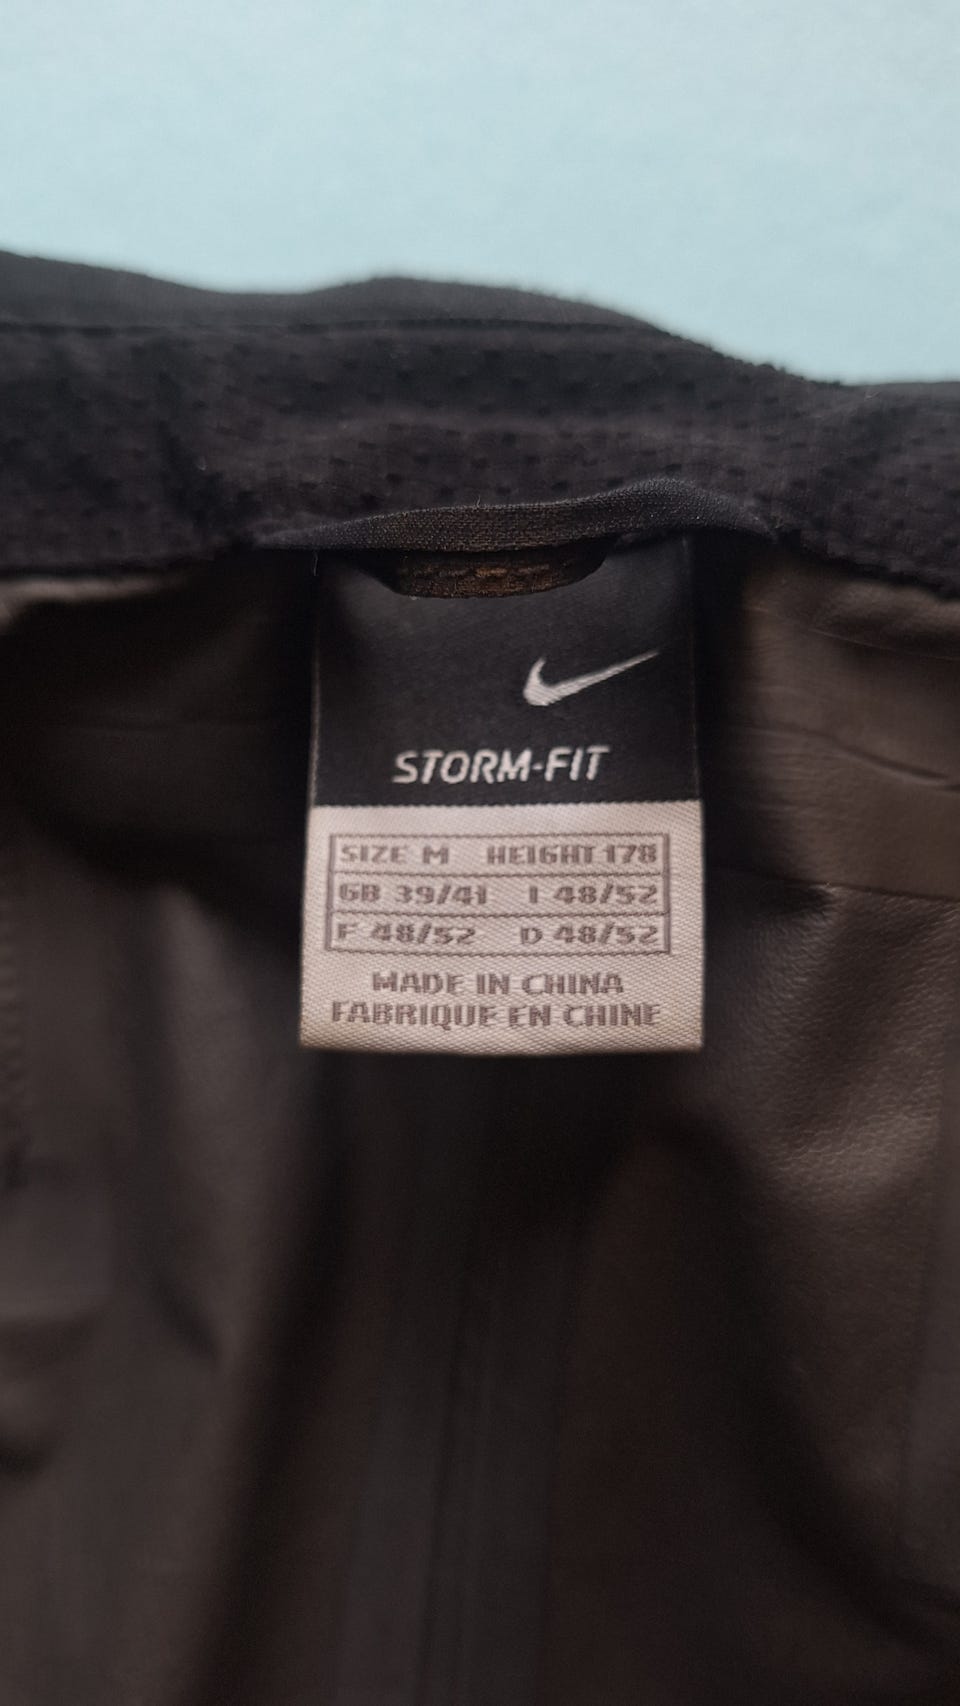 STORM-FIT
SIZE M HEIGHT 178
GB 39/41 I 48/52
F 48/52 D 48/52
MADE IN CHINA
FABRIQUE EN CHINE